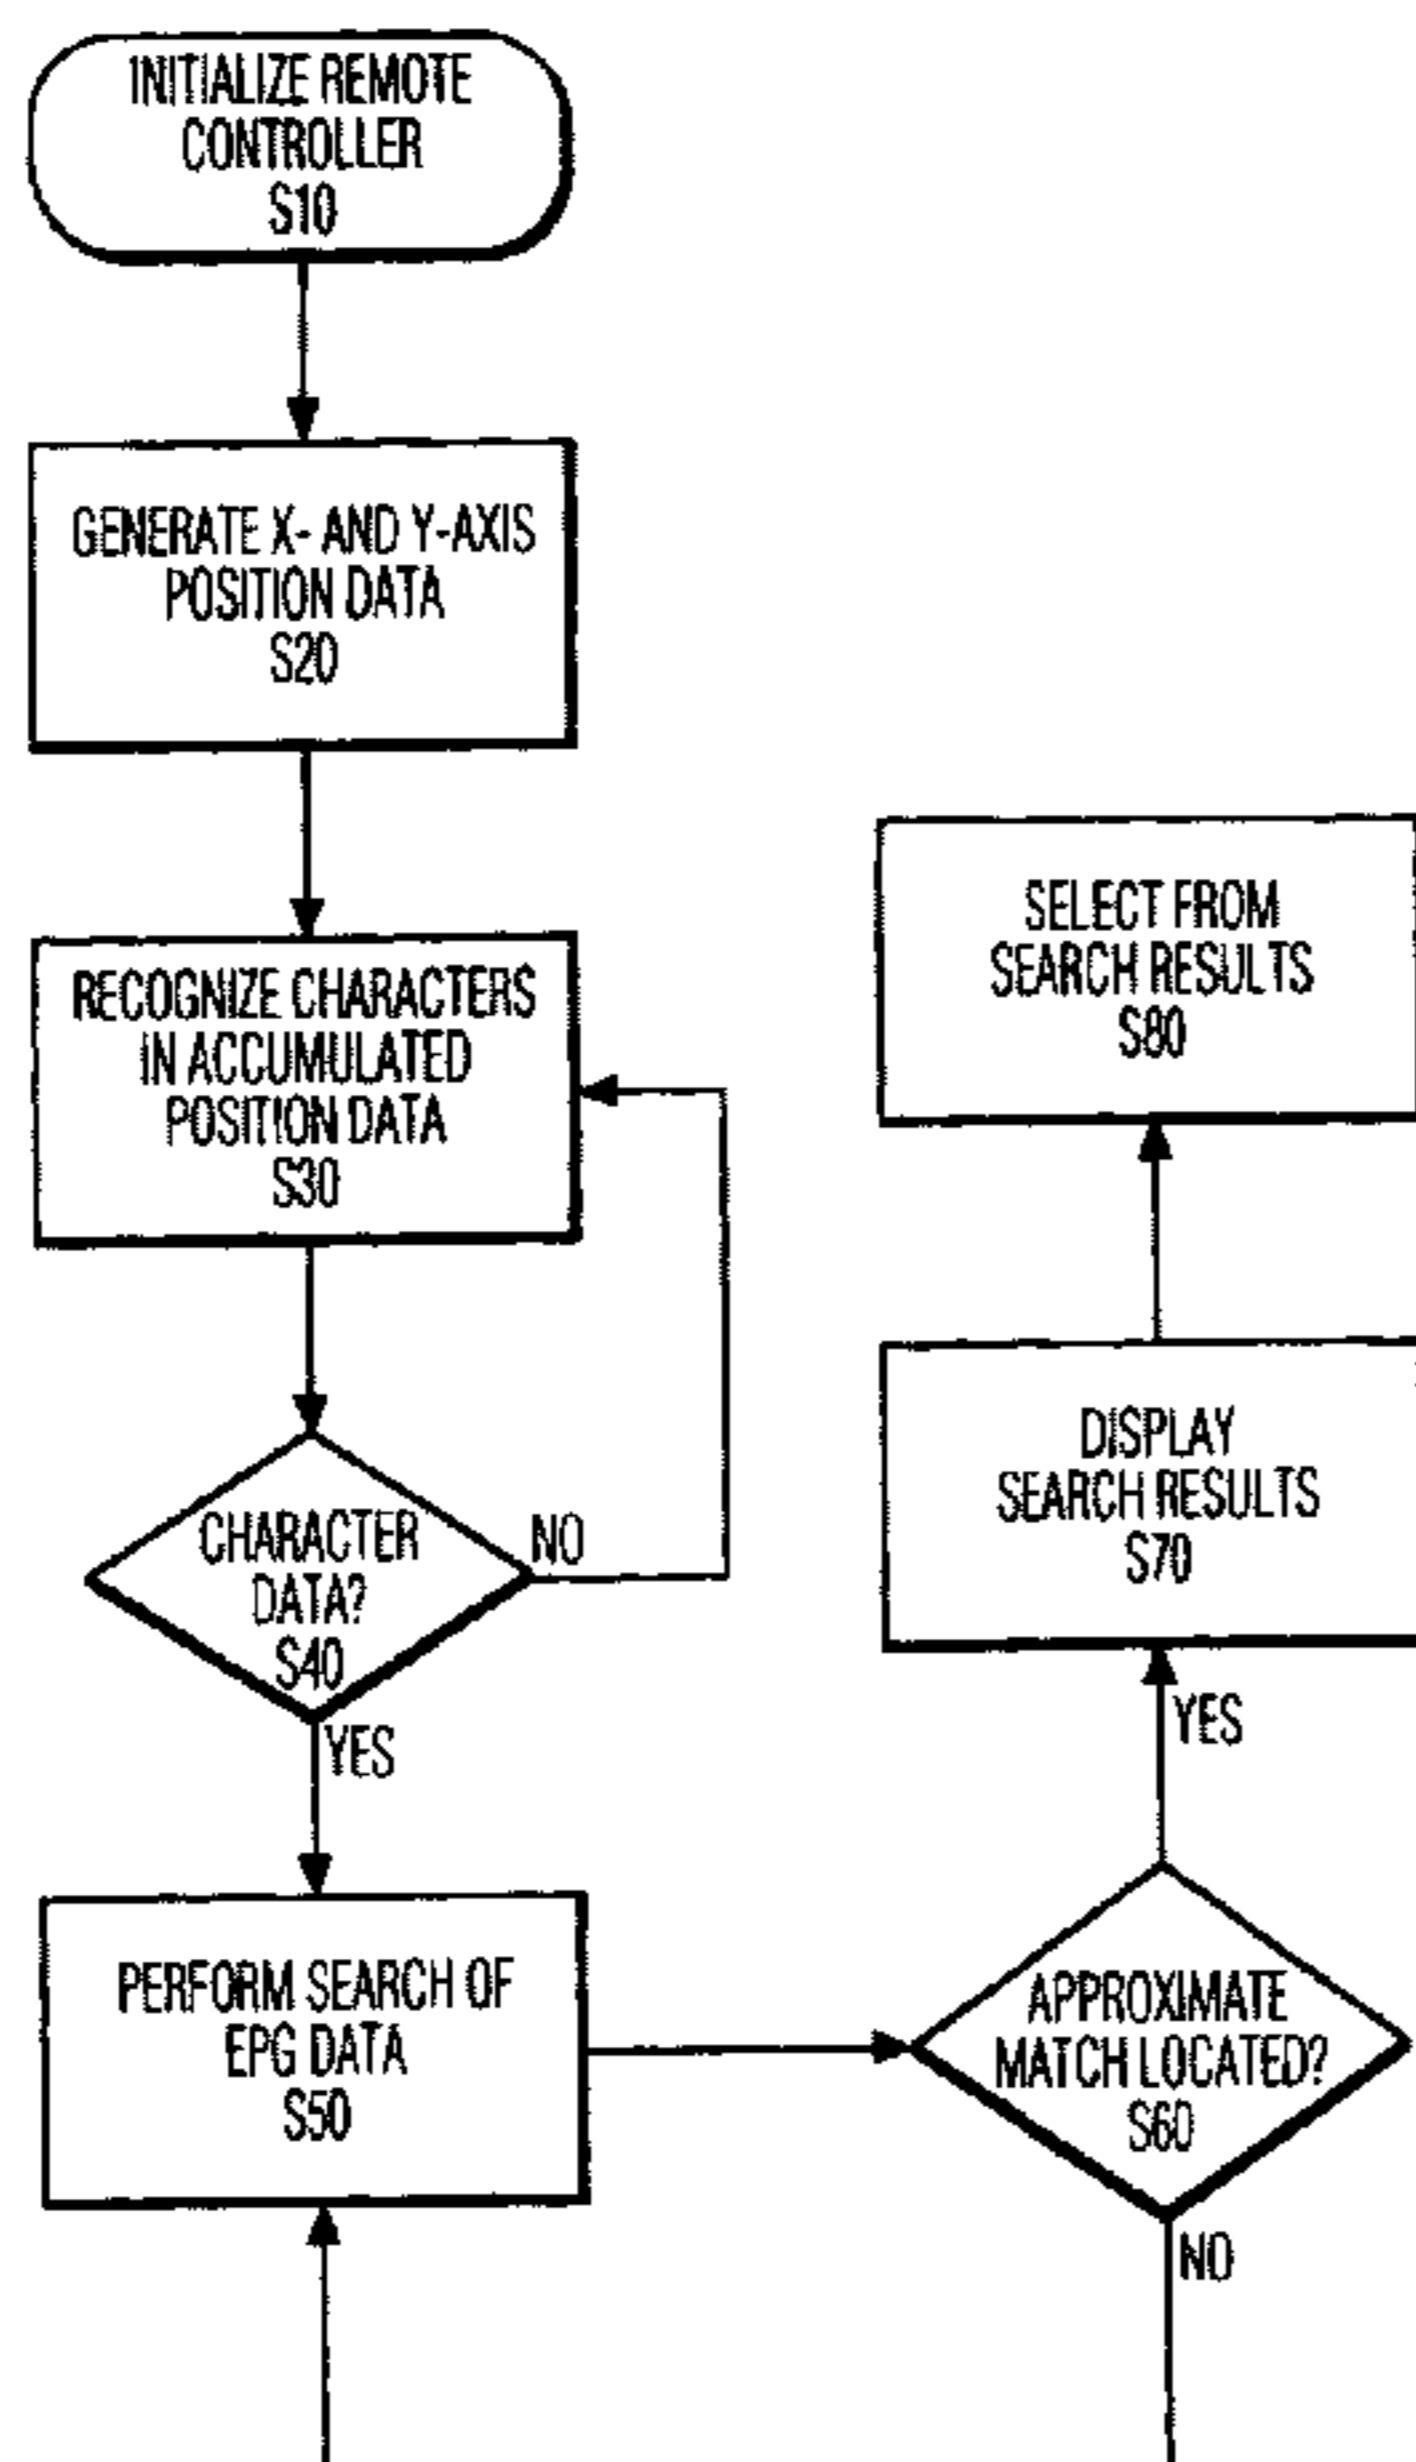 INITIALIZE REMOTE
CONTROLLER
S10
GENERATE X- AND Y-AXIS
POSITION DATA
S20
RECOGNIZE CHARACTERS
IN ACCUMULATED
POSITION DATA
S30
CHARACTER
DATA?
S40
NO
YES
PERFORM SEARCH OF
EPG DATA
S50
APPROXIMATE
MATCH LOCATED?
S60
NO
YES
DISPLAY
SEARCH RESULTS
S70
SELECT FROM
SEARCH RESULTS
S80